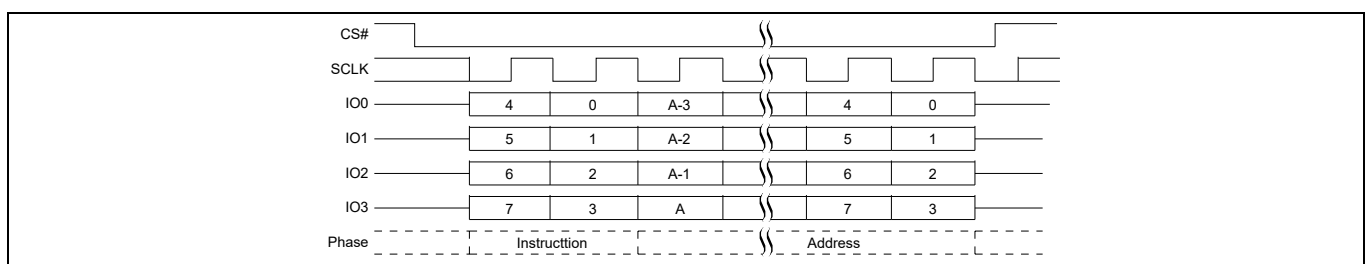 CS#
SCLK
IO0 4 0 A-3 4 0
IO1 5 1 A-2 5 1
IO2 6 2 A-1 6 2
IO3 7 3 A 7 3
Phase Instructtion Address